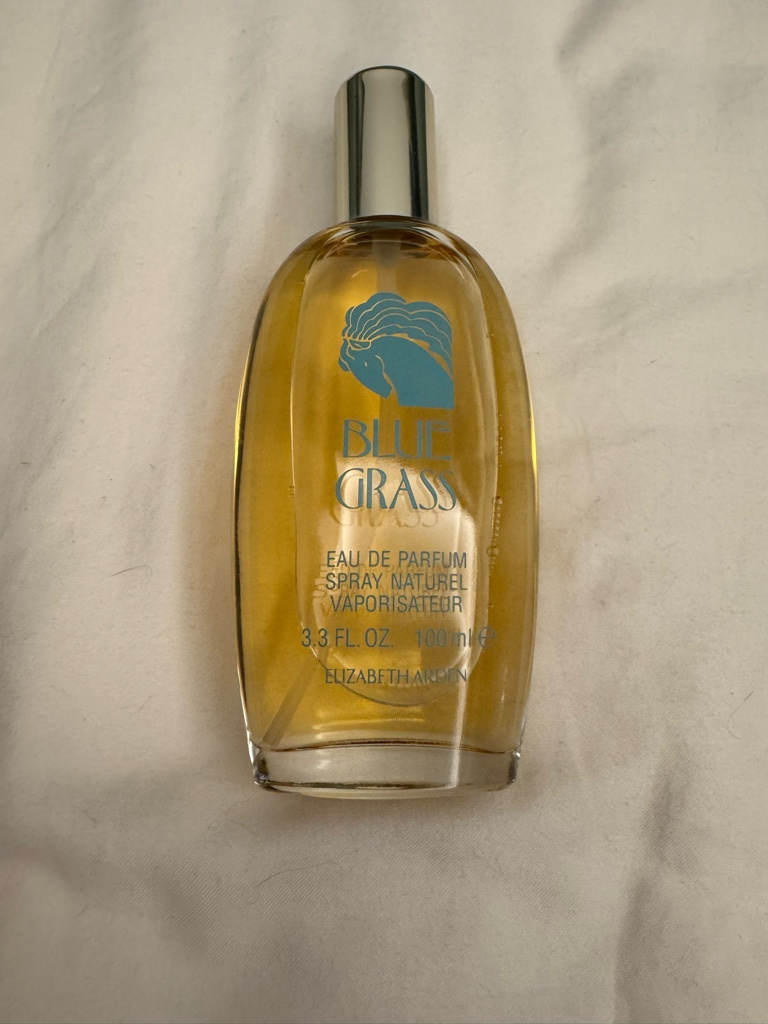 BLUE
GRASS
EAU DE PARFUM
SPRAY NATUREL
VAPORISATEUR
3.3 FL. OZ. 100 ml ℮
ELIZABETH ARDEN